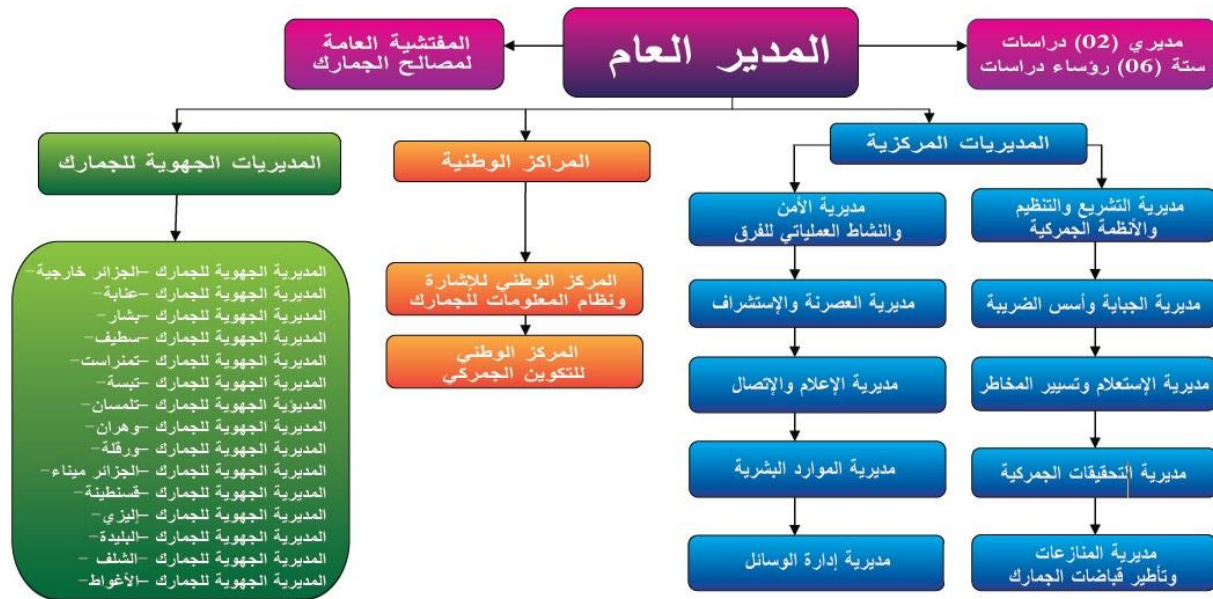 المدير العام
مديري (02) دراسات
ستة (06) رؤساء دراسات
المفتشية العامة
لمصالح الجمارك
المديريات المركزية
مديرية التشريع والتنظيم
والأنظمة الجمركية
مديرية الجباية وأسس الضريبة
مديرية الإستعلام وتسيير المخاطر
مديرية التحقيقات الجمركية
مديرية المنازعات
وتأطير قباضات الجمارك
مديرية الأمن
والنشاط العملياتي للفرق
مديرية العصرنة والإستشراف
مديرية الإعلام والإتصال
مديرية الموارد البشرية
مديرية إدارة الوسائل
المراكز الوطنية
المركز الوطني للإشارة
ونظام المعلومات للجمارك
المركز الوطني
للتكوين الجمركي
المديريات الجهوية للجمارك
المديرية الجهوية للجمارك –الجزائر خارجية–
المديرية الجهوية للجمارك –عنابة–
المديرية الجهوية للجمارك –بشار–
المديرية الجهوية للجمارك –سطيف–
المديرية الجهوية للجمارك –تمنراست–
المديرية الجهوية للجمارك –تبسة–
المديؤية الجهوية للجمارك –تلمسان–
المديرية الجهوية للجمارك –وهران–
المديرية الجهوية للجمارك –ورقلة–
المديرية الجهوية للجمارك –الجزائر ميناء–
المديرية الجهوية للجمارك –قسنطينة–
المديرية الجهوية للجمارك –إليزي–
المديرية الجهوية للجمارك –البليدة–
المديرية الجهوية للجمارك –الشلف –
المديرية الجهوية للجمارك –الأغواط–